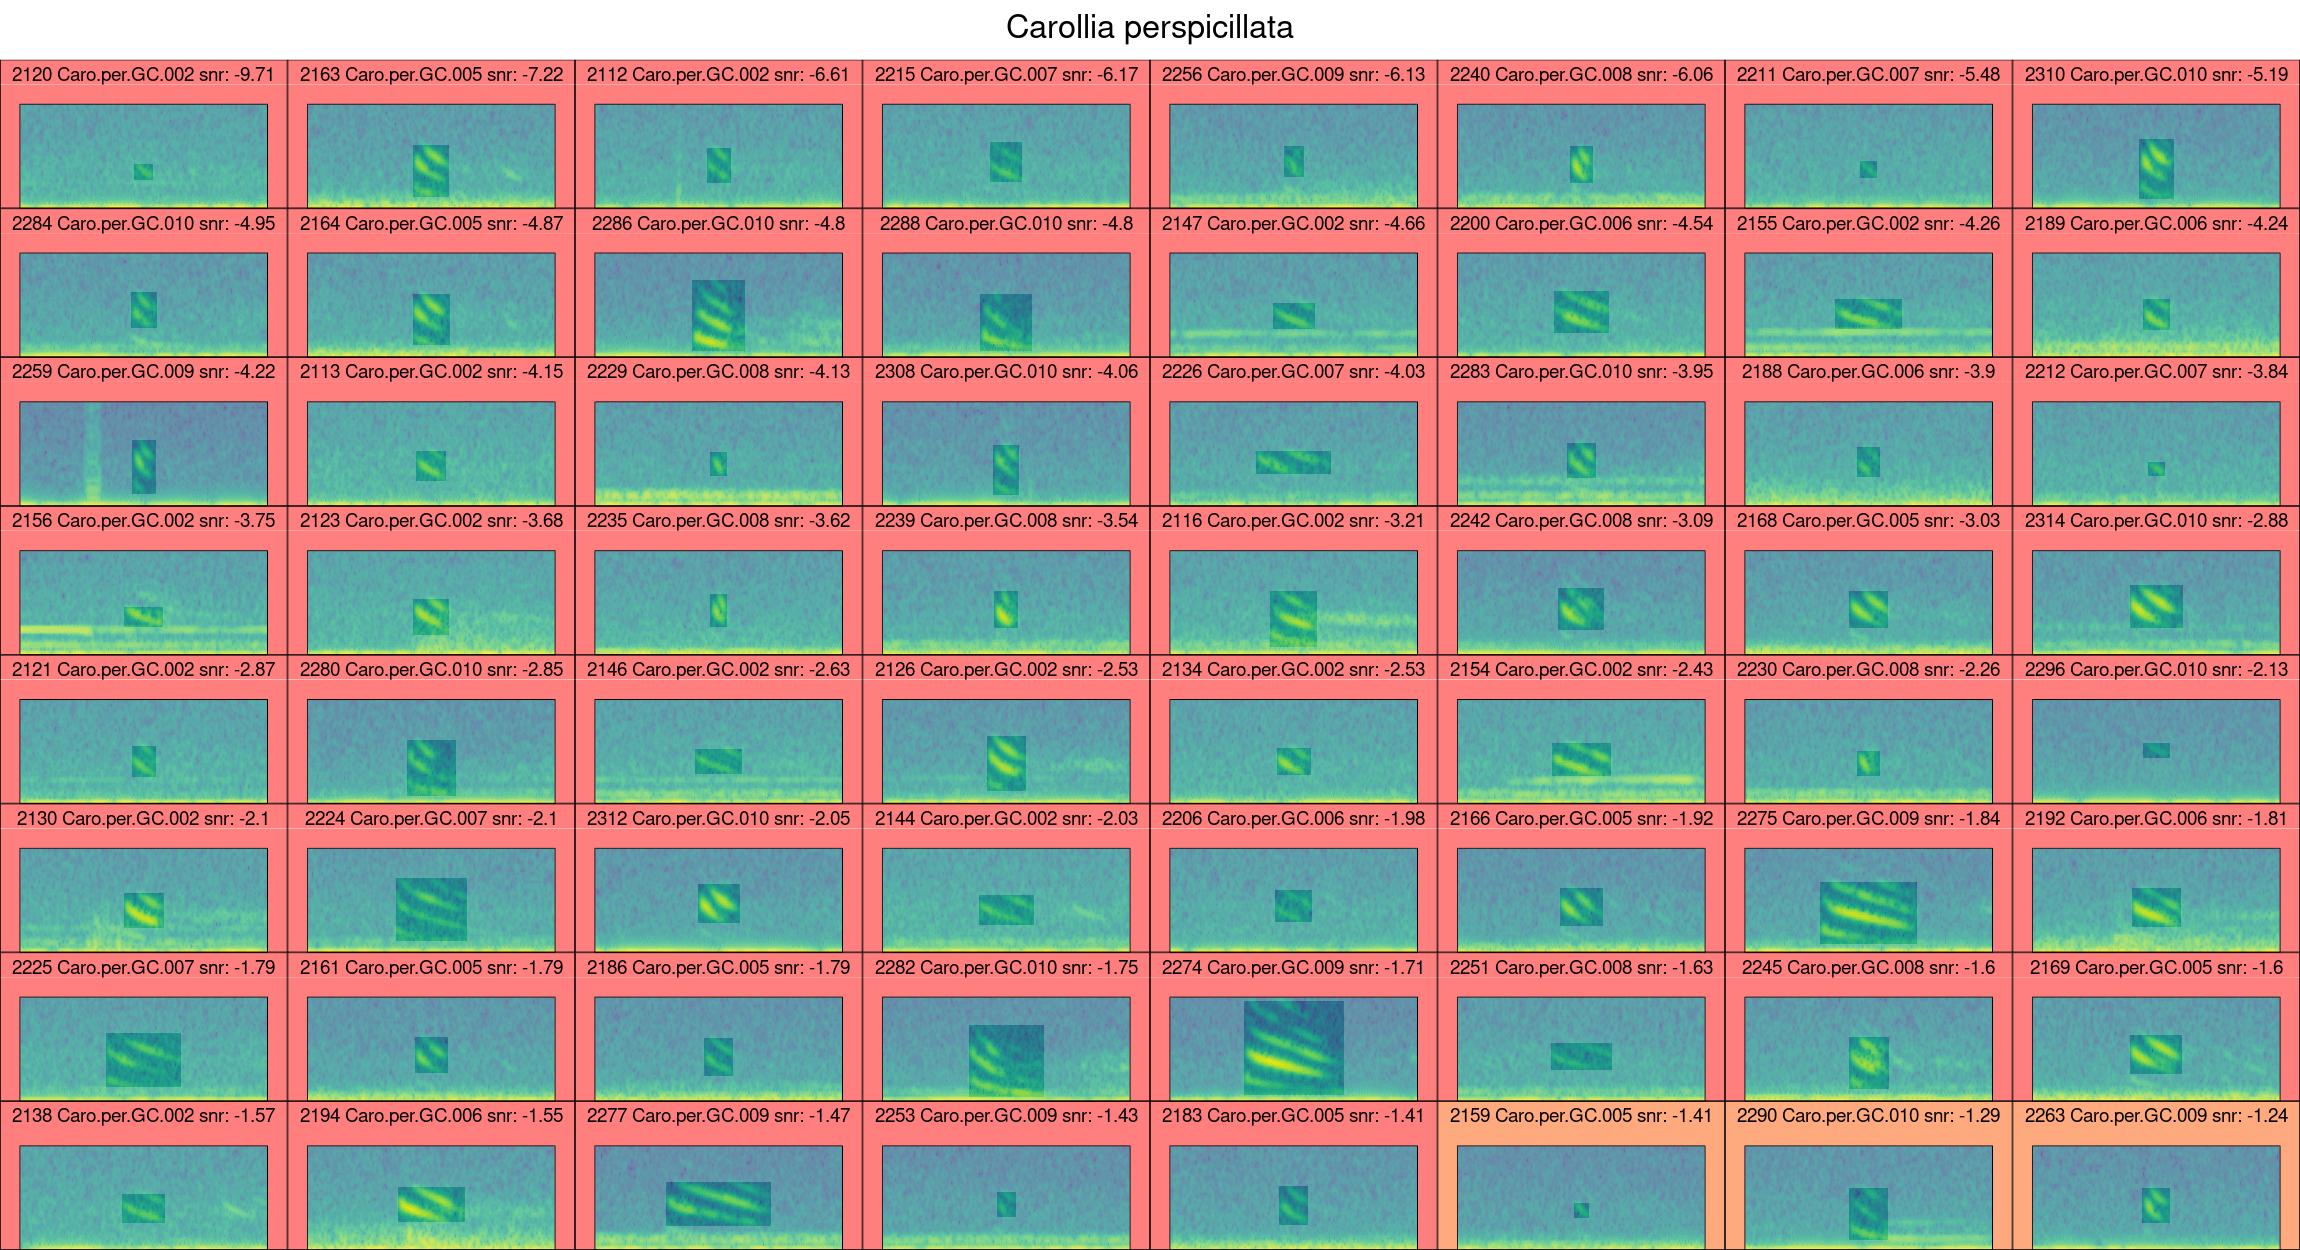 Carollia perspicillata
2120 Caro.per.GC.002 snr: -9.71 2163 Caro.per.GC.005 snr: -7.22 2112 Caro.per.GC.002 snr: -6.61 2215 Caro.per.GC.007 snr: -6.17 2256 Caro.per.GC.009 snr: -6.13 2240 Caro.per.GC.008 snr: -6.06 2211 Caro.per.GC.007 snr: -5.48 2310 Caro.per.GC.010 snr: -5.19
2284 Caro.per.GC.010 snr: -4.95 2164 Caro.per.GC.005 snr: -4.87 2286 Caro.per.GC.010 snr: -4.8 2288 Caro.per.GC.010 snr: -4.8 2147 Caro.per.GC.002 snr: -4.66 2200 Caro.per.GC.006 snr: -4.54 2155 Caro.per.GC.002 snr: -4.26 2189 Caro.per.GC.006 snr: -4.24
2259 Caro.per.GC.009 snr: -4.22 2113 Caro.per.GC.002 snr: -4.15 2229 Caro.per.GC.008 snr: -4.13 2308 Caro.per.GC.010 snr: -4.06 2226 Caro.per.GC.007 snr: -4.03 2283 Caro.per.GC.010 snr: -3.95 2188 Caro.per.GC.006 snr: -3.9 2212 Caro.per.GC.007 snr: -3.84
2156 Caro.per.GC.002 snr: -3.75 2123 Caro.per.GC.002 snr: -3.68 2235 Caro.per.GC.008 snr: -3.62 2239 Caro.per.GC.008 snr: -3.54 2116 Caro.per.GC.002 snr: -3.21 2242 Caro.per.GC.008 snr: -3.09 2168 Caro.per.GC.005 snr: -3.03 2314 Caro.per.GC.010 snr: -2.88
2121 Caro.per.GC.002 snr: -2.87 2280 Caro.per.GC.010 snr: -2.85 2146 Caro.per.GC.002 snr: -2.63 2126 Caro.per.GC.002 snr: -2.53 2134 Caro.per.GC.002 snr: -2.53 2154 Caro.per.GC.002 snr: -2.43 2230 Caro.per.GC.008 snr: -2.26 2296 Caro.per.GC.010 snr: -2.13
2130 Caro.per.GC.002 snr: -2.1 2224 Caro.per.GC.007 snr: -2.1 2312 Caro.per.GC.010 snr: -2.05 2144 Caro.per.GC.002 snr: -2.03 2206 Caro.per.GC.006 snr: -1.98 2166 Caro.per.GC.005 snr: -1.92 2275 Caro.per.GC.009 snr: -1.84 2192 Caro.per.GC.006 snr: -1.81
2225 Caro.per.GC.007 snr: -1.79 2161 Caro.per.GC.005 snr: -1.79 2186 Caro.per.GC.005 snr: -1.79 2282 Caro.per.GC.010 snr: -1.75 2274 Caro.per.GC.009 snr: -1.71 2251 Caro.per.GC.008 snr: -1.63 2245 Caro.per.GC.008 snr: -1.6 2169 Caro.per.GC.005 snr: -1.6
2138 Caro.per.GC.002 snr: -1.57 2194 Caro.per.GC.006 snr: -1.55 2277 Caro.per.GC.009 snr: -1.47 2253 Caro.per.GC.009 snr: -1.43 2183 Caro.per.GC.005 snr: -1.41 2159 Caro.per.GC.005 snr: -1.41 2290 Caro.per.GC.010 snr: -1.29 2263 Caro.per.GC.009 snr: -1.24